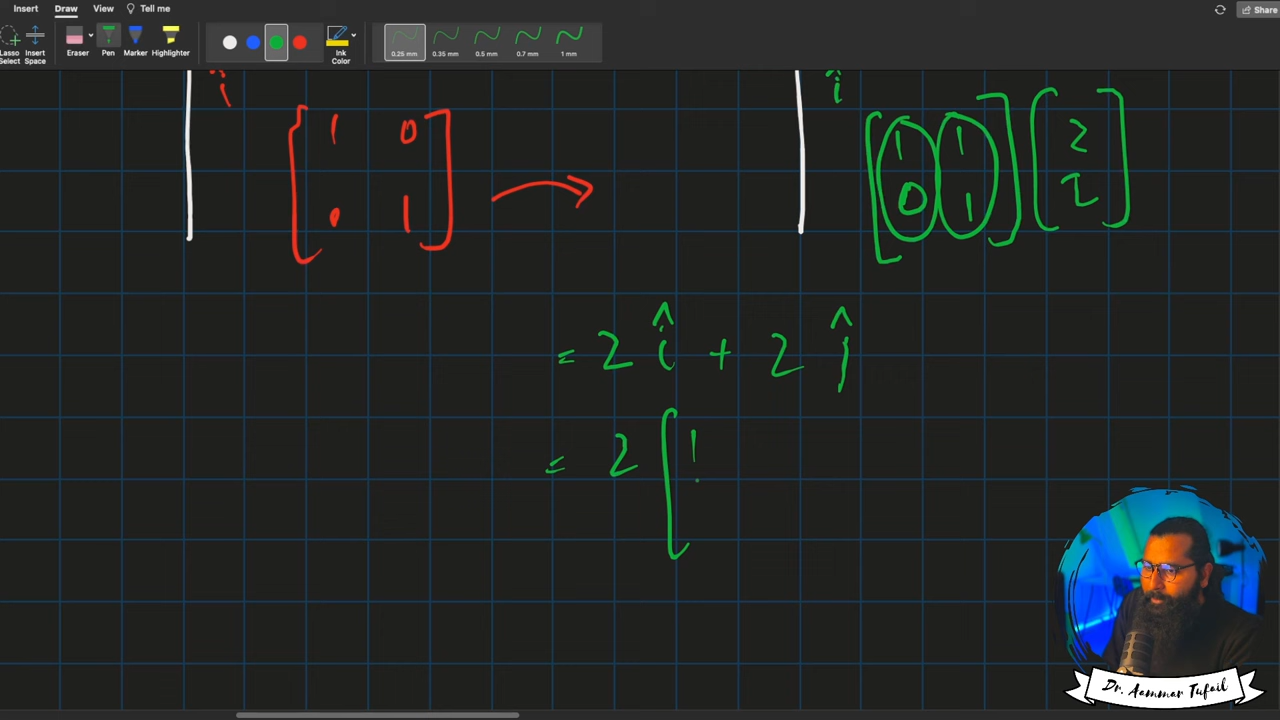 Insert Draw View Tell me Share
Lasso Select Insert Space Eraser Pen Marker Highlighter Ink Color 0.25 mm 0.35 mm 0.5 mm 0.7 mm 1 mm
î î
[1 0
0 1]
[1 1
0 1] [2
2]
= 2 î + 2 ĵ
= 2 [1
Dr. Aammar Tufail